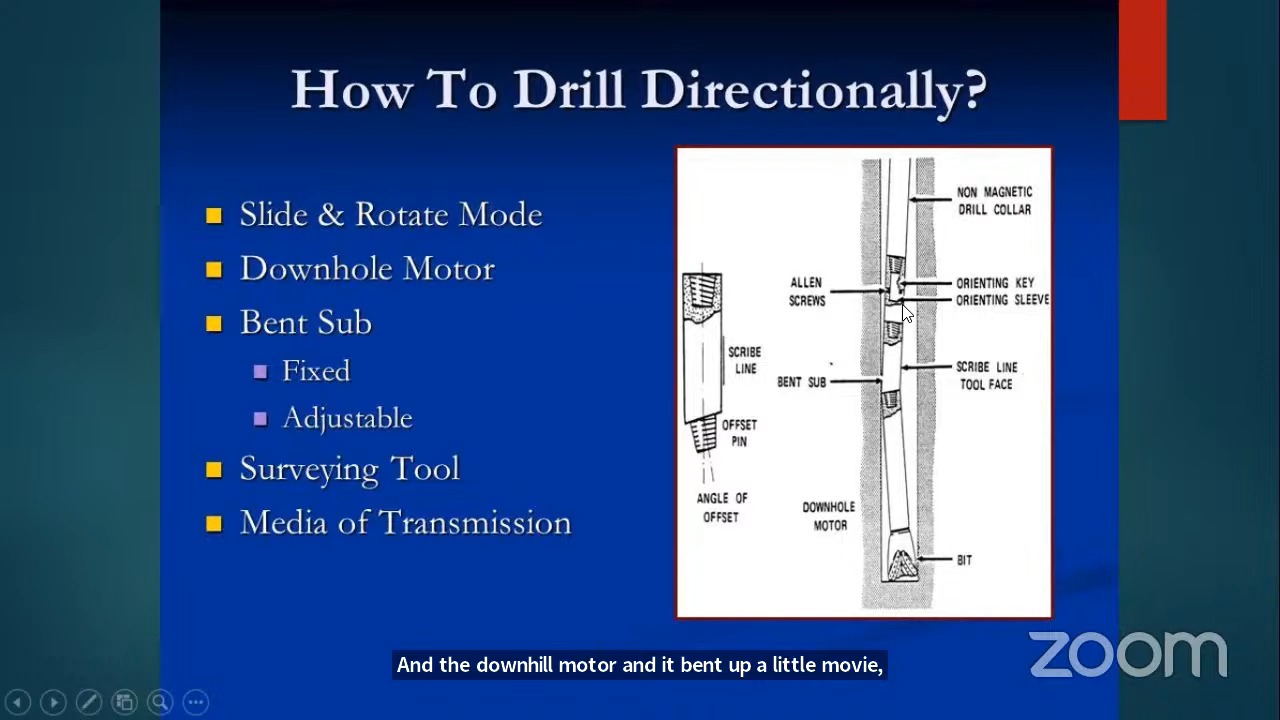 How To Drill Directionally?
Slide & Rotate Mode
Downhole Motor
Bent Sub
Fixed
Adjustable
Surveying Tool
Media of Transmission
SCRIBE
LINE
OFFSET
PIN
ANGLE OF
OFFSET
NON MAGNETIC
DRILL COLLAR
ALLEN
SCREWS
ORIENTING KEY
ORIENTING SLEEVE
BENT SUB
SCRIBE LINE
TOOL FACE
DOWNHOLE
MOTOR
BIT
And the downhill motor and it bent up a little movie,
zoom